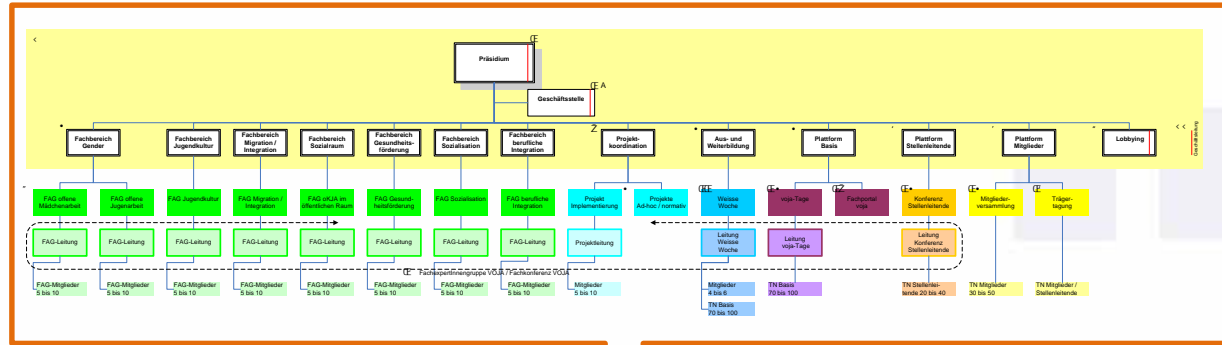 Präsidium
Geschäftsstelle
Fachbereich
Gender
Fachbereich
Jugendkultur
Fachbereich
Migration /
Integration
Fachbereich
Sozialraum
Fachbereich
Gesundheits-
förderung
Fachbereich
Sozialisation
Fachbereich
berufliche
Integration
Projekt-
koordination
Aus- und
Weiterbildung
Plattform
Basis
Plattform
Stellenleitende
Plattform
Mitglieder
Lobbying
Geschäftsleitung
FAG offene
Mädchenarbeit
FAG offene
Jugenarbeit
FAG Jugendkultur
FAG Migration /
Integration
FAG oKJA im
öffentlichen Raum
FAG Gesund-
heitsförderung
FAG Sozialisation
FAG berufliche
Integration
Projekt
Implementierung
Projekte
Ad-hoc / normativ
Weisse
Woche
voja-Tage
Fachportal
voja
Konferenz
Stellenleitende
Mitglieder-
versammlung
Träger-
tagung
FAG-Leitung
FAG-Leitung
FAG-Leitung
FAG-Leitung
FAG-Leitung
FAG-Leitung
FAG-Leitung
FAG-Leitung
Projektleitung
Leitung
Weisse
Woche
Leitung
voja-Tage
Leitung
Konferenz
Stellenleitende
FachexpertInnengruppe VOJA / Fachkonferenz VOJA
FAG-Mitglieder
5 bis 10
FAG-Mitglieder
5 bis 10
FAG-Mitglieder
5 bis 10
FAG-Mitglieder
5 bis 10
FAG-Mitglieder
5 bis 10
FAG-Mitglieder
5 bis 10
FAG-Mitglieder
5 bis 10
FAG-Mitglieder
5 bis 10
Mitglieder
5 bis 10
Mitglieder
4 bis 6
TN Basis
70 bis 100
TN Basis
70 bis 100
TN Stellenlei-
tende 20 bis 40
TN Mitglieder
30 bis 50
TN Mitglieder /
Stellenleitende